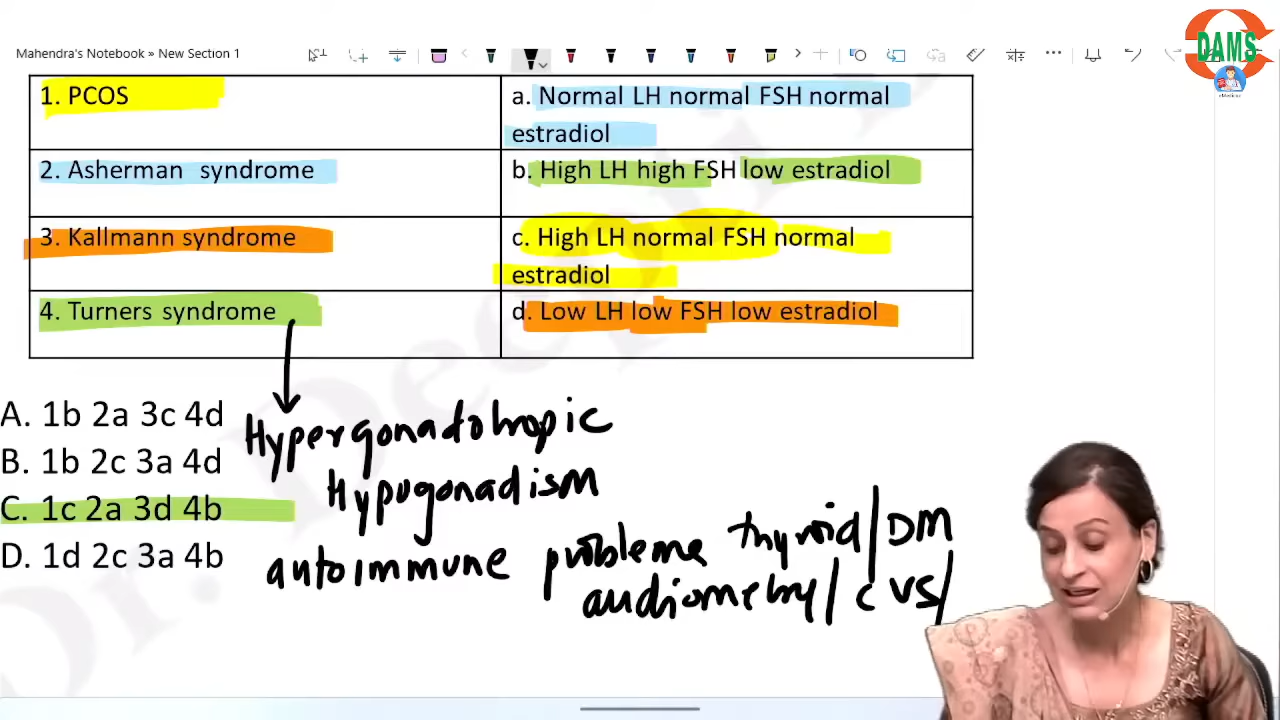 Mahendra's Notebook » New Section 1
DAMS
1. PCOS
a. Normal LH normal FSH normal
estradiol
2. Asherman syndrome
b. High LH high FSH low estradiol
3. Kallmann syndrome
c. High LH normal FSH normal
estradiol
4. Turners syndrome
d. Low LH low FSH low estradiol
A. 1b 2a 3c 4d
B. 1b 2c 3a 4d
C. 1c 2a 3d 4b
D. 1d 2c 3a 4b
Hypergonadotropic
Hypogonadism
autoimmune problems thyroid/DM
audiometry/CVS/